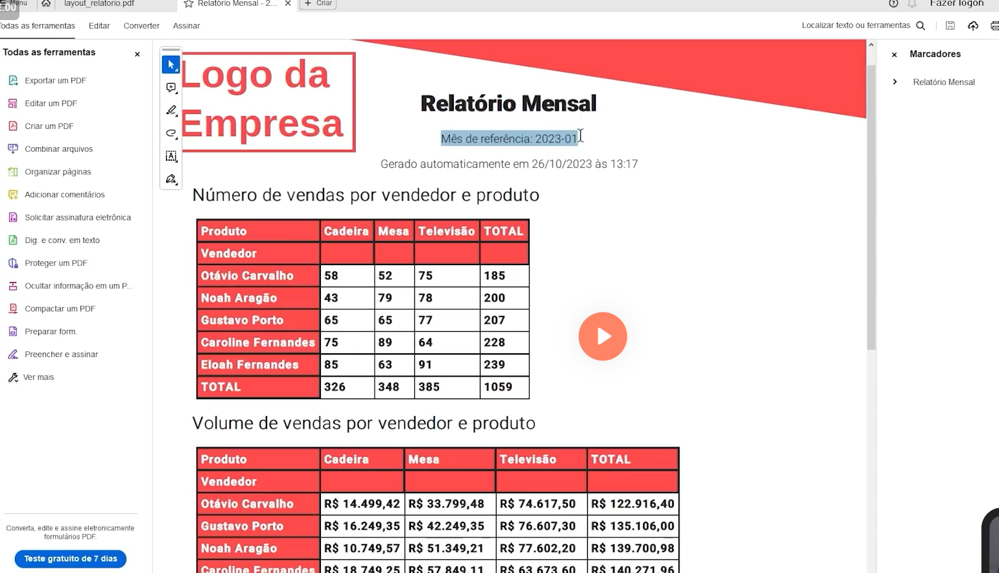 Menu
layout_relatorio.pdf
Relatório Mensal - 2...
+ Criar
Fazer logon
Todas as ferramentas
Editar
Converter
Assinar
Localizar texto ou ferramentas
Todas as ferramentas
Exportar um PDF
Editar um PDF
Criar um PDF
Combinar arquivos
Organizar páginas
Adicionar comentários
Solicitar assinatura eletrônica
Dig. e conv. em texto
Proteger um PDF
Ocultar informação em um P...
Compactar um PDF
Preparar form.
Preencher e assinar
Ver mais
Converta, edite e assine eletronicamente
formulários PDF.
Teste gratuito de 7 dias
Logo da
Empresa
Relatório Mensal
Mês de referência: 2023-01
Gerado automaticamente em 26/10/2023 às 13:17
Número de vendas por vendedor e produto
Produto Cadeira Mesa Televisão TOTAL
Vendedor
Otávio Carvalho 58 52 75 185
Noah Aragão 43 79 78 200
Gustavo Porto 65 65 77 207
Caroline Fernandes 75 89 64 228
Eloah Fernandes 85 63 91 239
TOTAL 326 348 385 1059
Volume de vendas por vendedor e produto
Produto Cadeira Mesa Televisão TOTAL
Vendedor
Otávio Carvalho R$ 14.499,42 R$ 33.799,48 R$ 74.617,50 R$ 122.916,40
Gustavo Porto R$ 16.249,35 R$ 42.249,35 R$ 76.607,30 R$ 135.106,00
Noah Aragão R$ 10.749,57 R$ 51.349,21 R$ 77.602,20 R$ 139.700,98
Caroline Fernandes R$ 18.749,25 R$ 57.849,11 R$ 63.673,60 R$ 140.271,96
Marcadores
Relatório Mensal